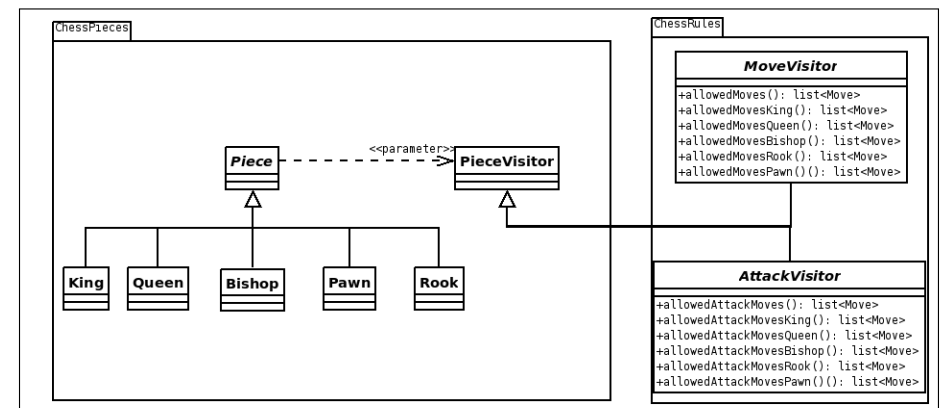 ChessPieces
Piece
<<parameter>>
PieceVisitor
King
Queen
Bishop
Pawn
Rook
ChessRules
MoveVisitor
+allowedMoves(): list<Move>
+allowedMovesKing(): list<Move>
+allowedMovesQueen(): list<Move>
+allowedMovesBishop(): list<Move>
+allowedMovesRook(): list<Move>
+allowedMovesPawn()(): list<Move>
AttackVisitor
+allowedAttackMoves(): list<Move>
+allowedAttackMovesKing(): list<Move>
+allowedAttackMovesQueen(): list<Move>
+allowedAttackMovesBishop(): list<Move>
+allowedAttackMovesRook(): list<Move>
+allowedAttackMovesPawn()(): list<Move>